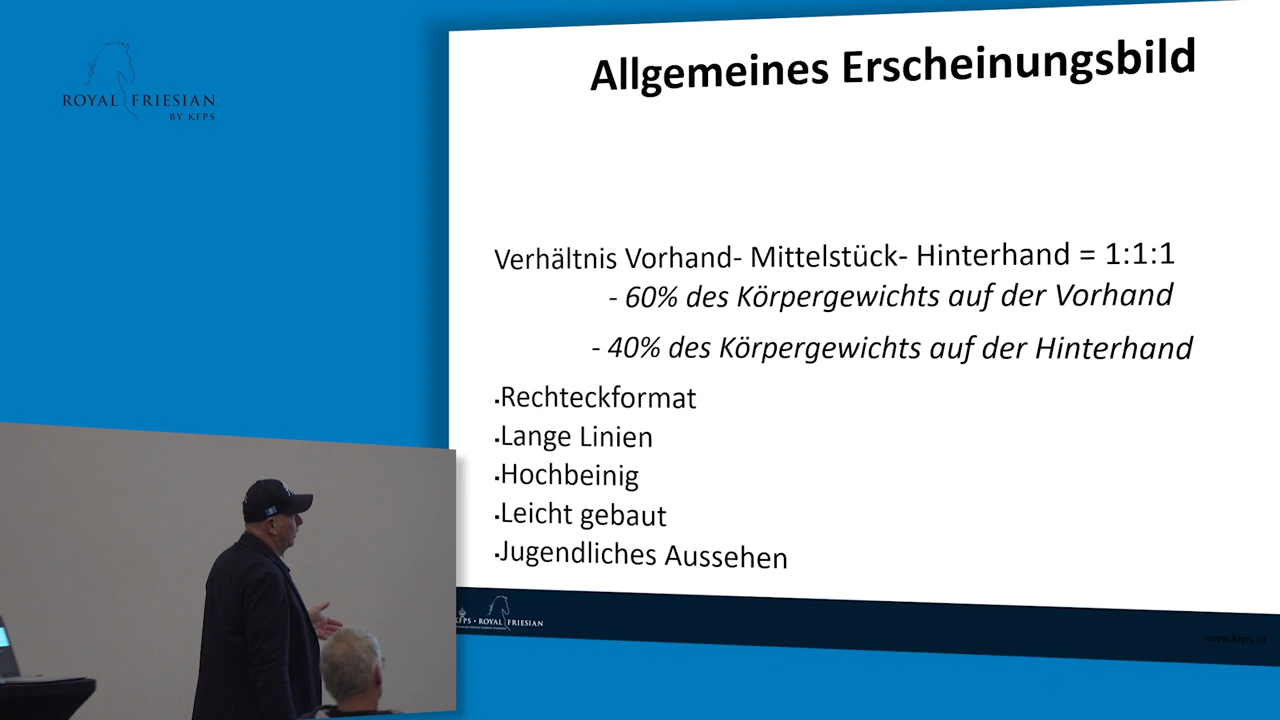 ROYAL FRIESIAN
BY KFPS
Allgemeines Erscheinungsbild
Verhältnis Vorhand- Mittelstück- Hinterhand = 1:1:1
- 60% des Körpergewichts auf der Vorhand
- 40% des Körpergewichts auf der Hinterhand
▪Rechteckformat
▪Lange Linien
▪Hochbeinig
▪Leicht gebaut
▪Jugendliches Aussehen
KFPS • ROYAL FRIESIAN
www.kfps.nl